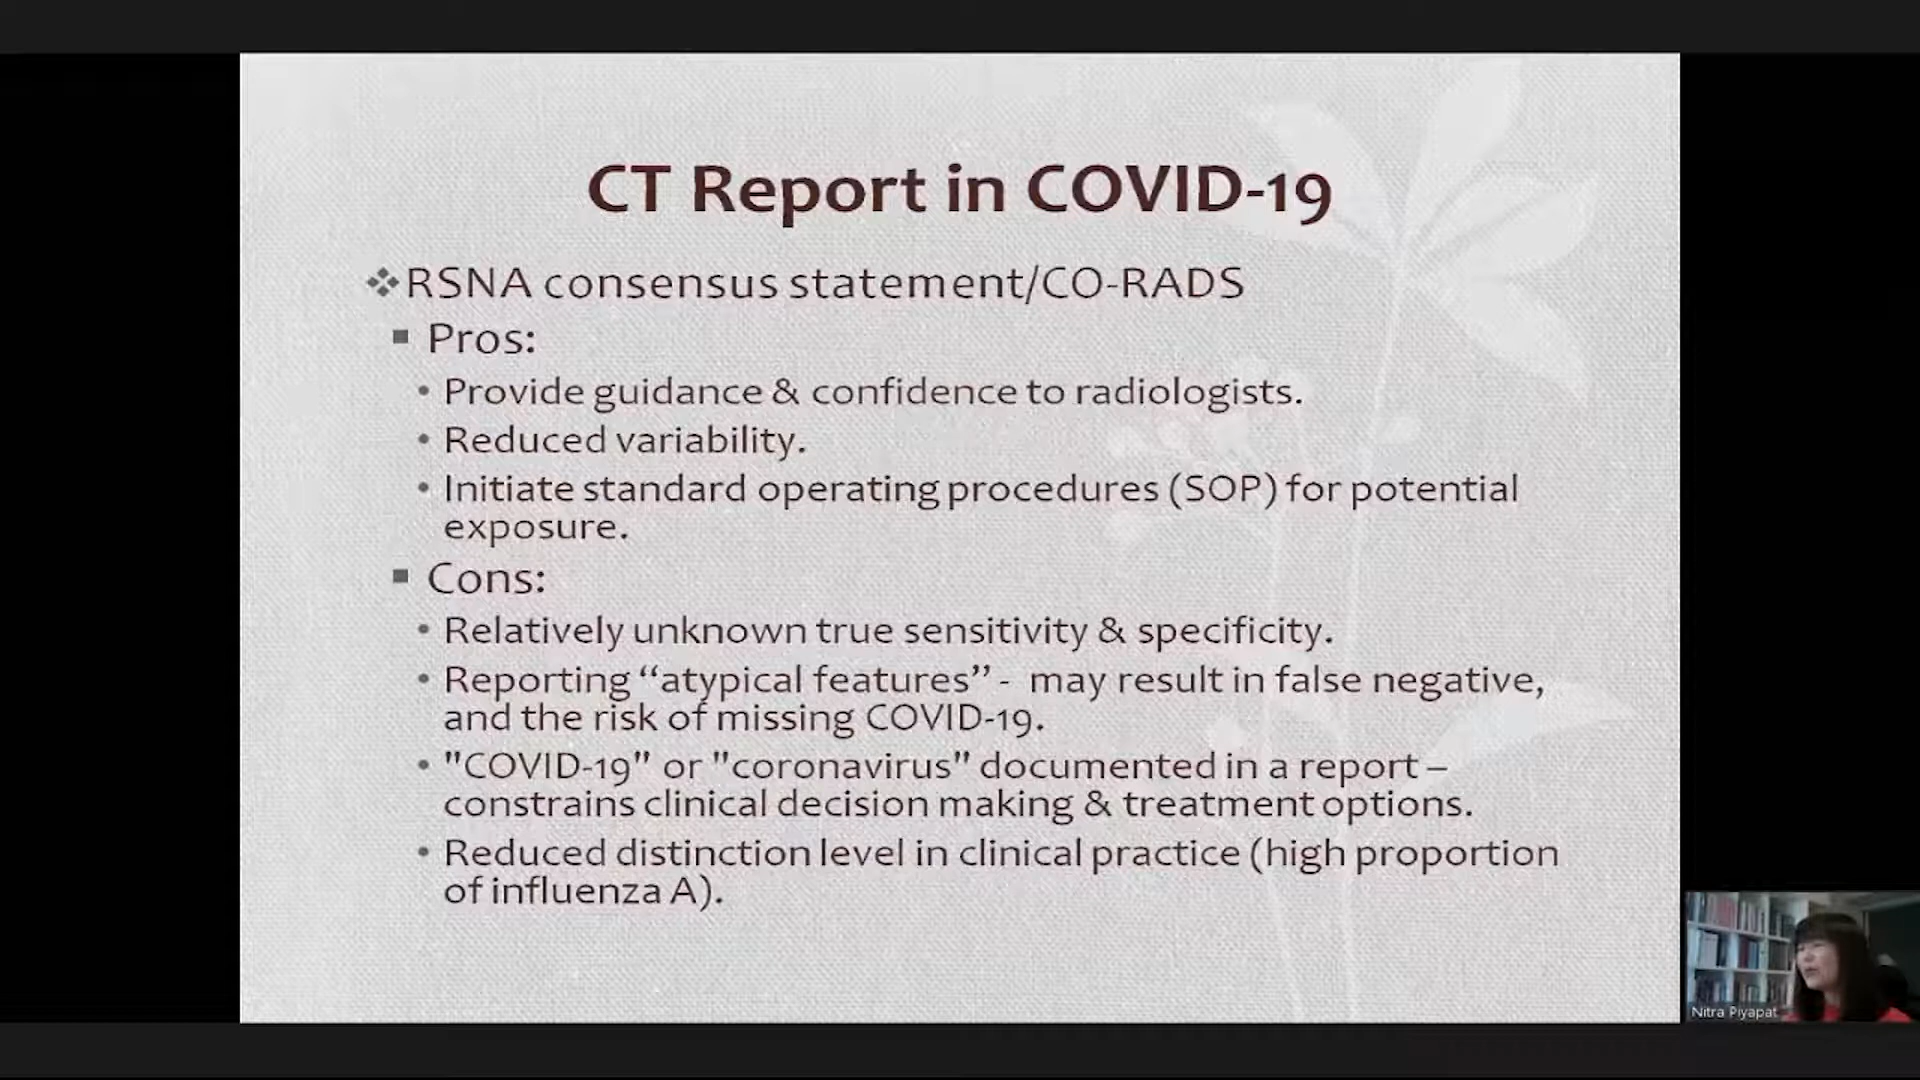 CT Report in COVID-19
❖RSNA consensus statement/CO-RADS
▪ Pros:
• Provide guidance & confidence to radiologists.
• Reduced variability.
• Initiate standard operating procedures (SOP) for potential
exposure.
▪ Cons:
• Relatively unknown true sensitivity & specificity.
• Reporting “atypical features” - may result in false negative,
and the risk of missing COVID-19.
• "COVID-19" or "coronavirus" documented in a report –
constrains clinical decision making & treatment options.
• Reduced distinction level in clinical practice (high proportion
of influenza A).
Nitra Piyapat